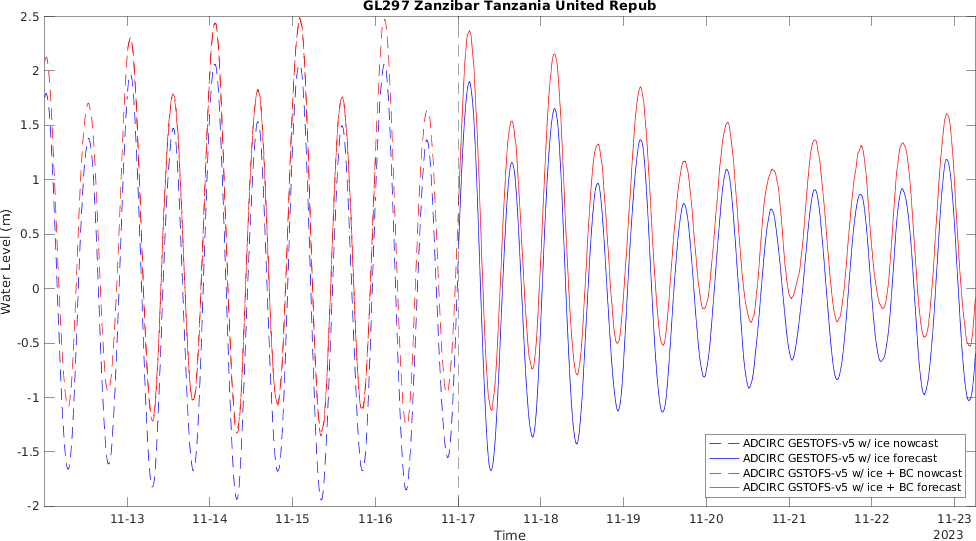 GL297 Zanzibar Tanzania United Repub
2.5
2
1.5
1
0.5
0
-0.5
-1
-1.5
-2
Water Level (m)
11-13 11-14 11-15 11-16 11-17 11-18 11-19 11-20 11-21 11-22 11-23
Time
2023
ADCIRC GESTOFS-v5 w/ ice nowcast
ADCIRC GESTOFS-v5 w/ ice forecast
ADCIRC GSTOFS-v5 w/ ice + BC nowcast
ADCIRC GSTOFS-v5 w/ ice + BC forecast